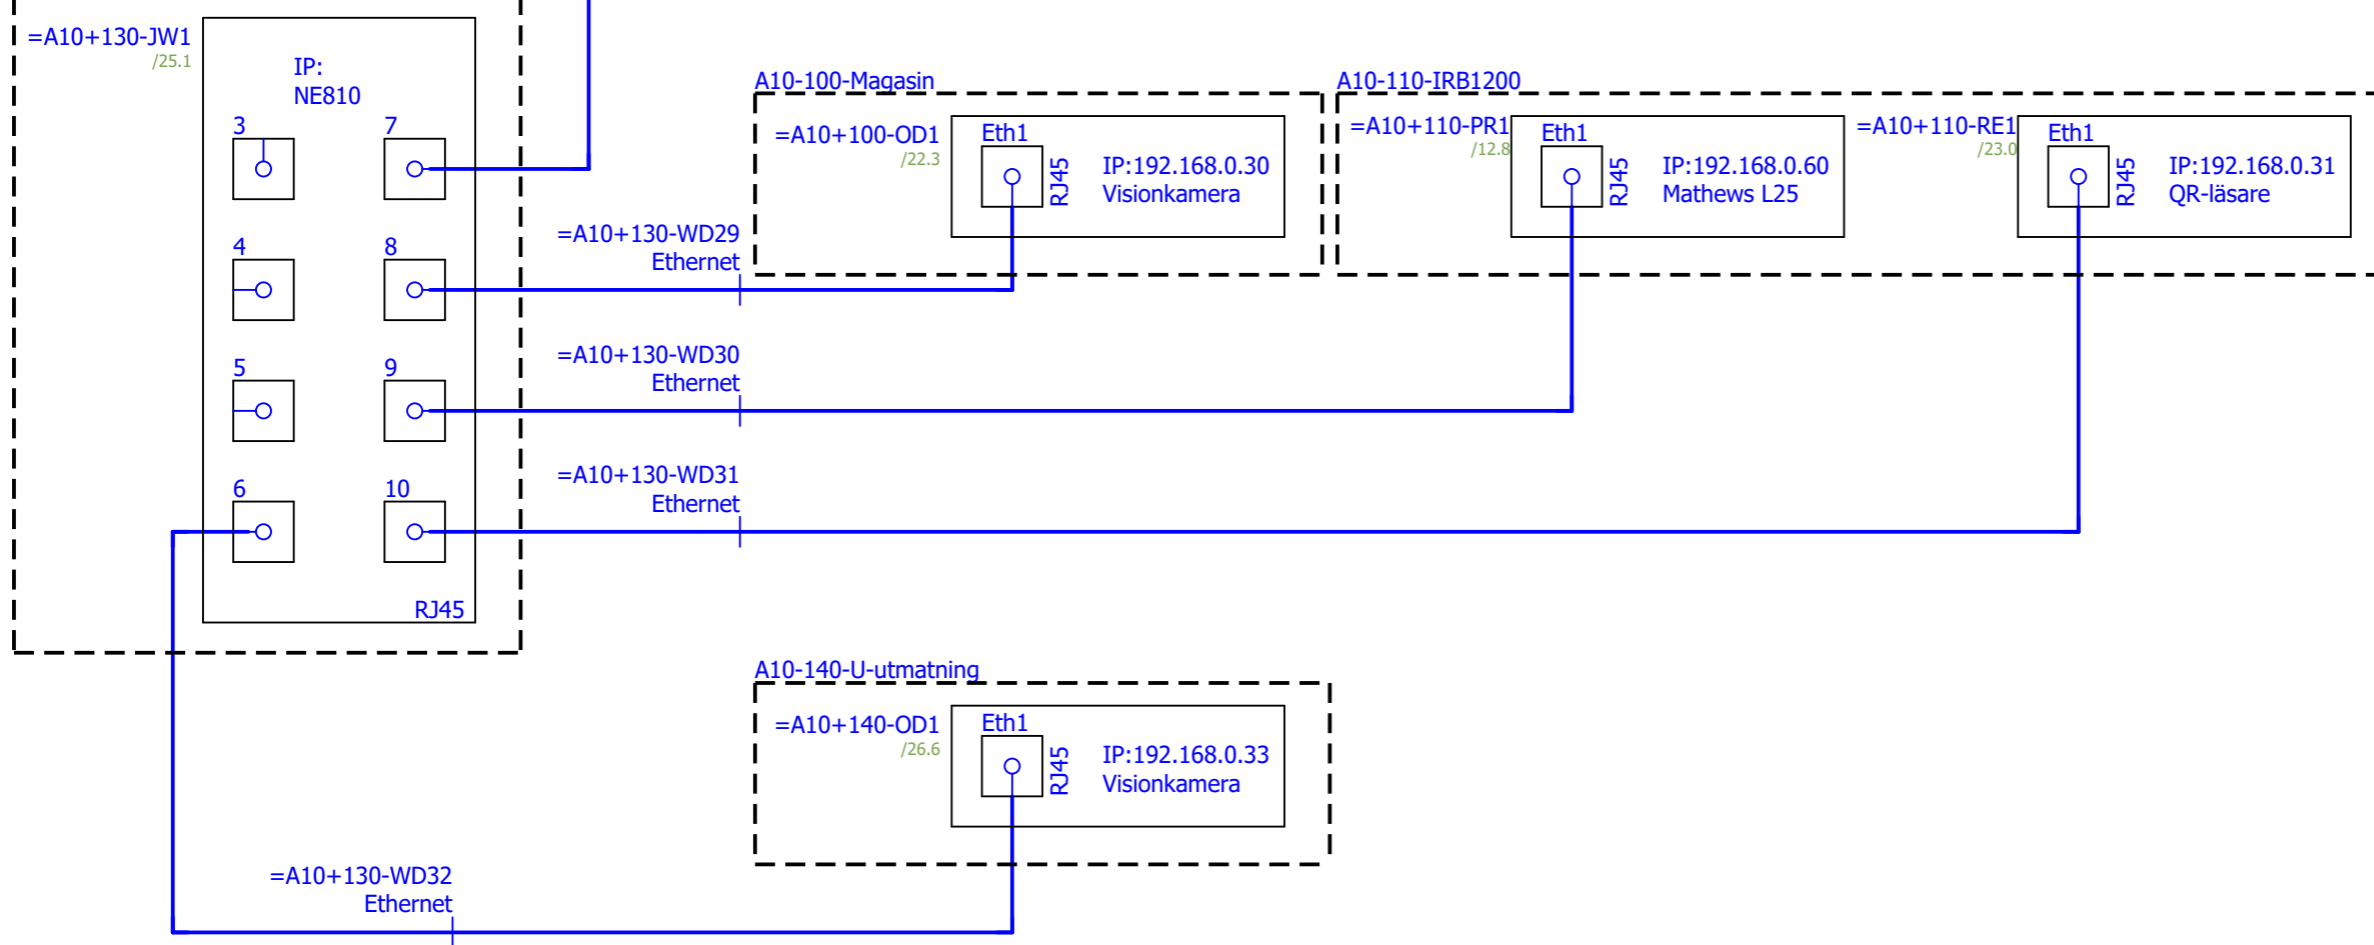 =A10+130-JW1
/25.1
IP:
NE810
3
7
4
8
5
9
6
10
RJ45
A10-100-Magasin
=A10+100-OD1
/22.3
Eth1
RJ45
IP:192.168.0.30
Visionkamera
A10-110-IRB1200
=A10+110-PR1
/12.8
Eth1
RJ45
IP:192.168.0.60
Mathews L25
=A10+110-RE1
/23.0
Eth1
RJ45
IP:192.168.0.31
QR-läsare
=A10+130-WD29
Ethernet
=A10+130-WD30
Ethernet
=A10+130-WD31
Ethernet
A10-140-U-utmatning
=A10+140-OD1
/26.6
Eth1
RJ45
IP:192.168.0.33
Visionkamera
=A10+130-WD32
Ethernet